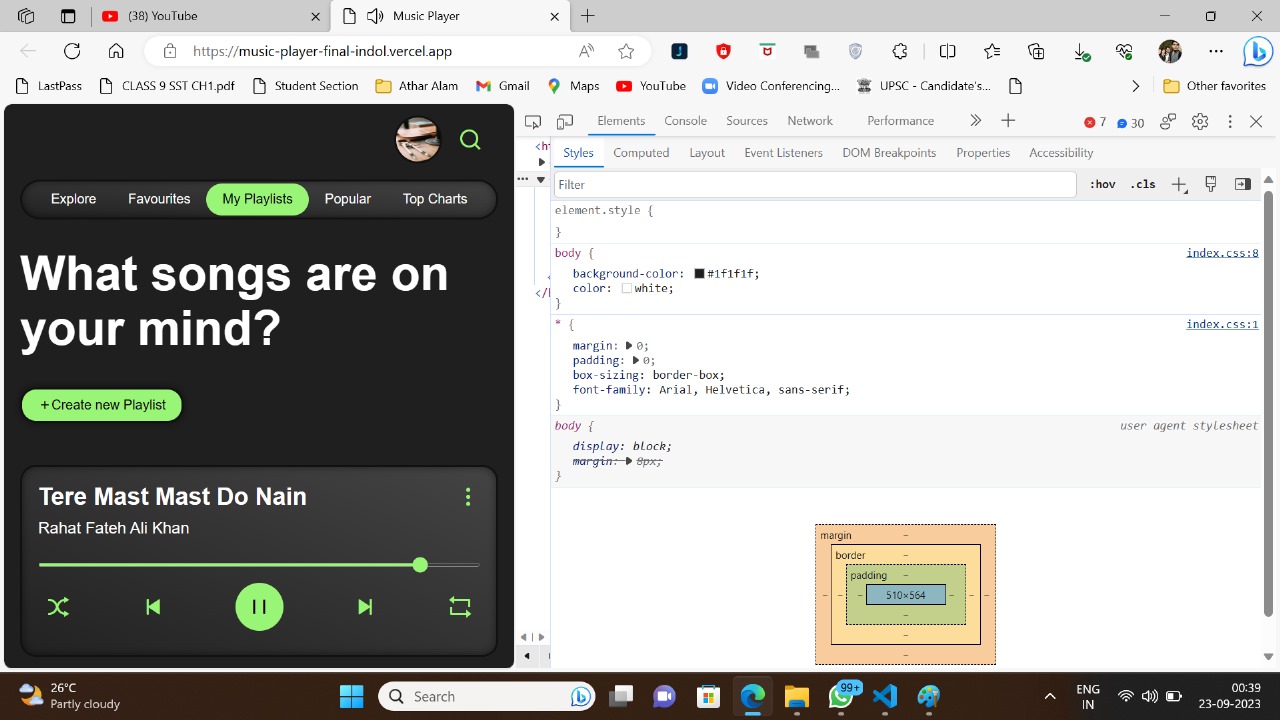 (38) YouTube
Music Player
https://music-player-final-indol.vercel.app
LastPass
CLASS 9 SST CH1.pdf
Student Section
Athar Alam
Gmail
Maps
YouTube
Video Conferencing...
UPSC - Candidate's...
Other favorites
Explore
Favourites
My Playlists
Popular
Top Charts
What songs are on
your mind?
+ Create new Playlist
Tere Mast Mast Do Nain
Rahat Fateh Ali Khan
Elements
Console
Sources
Network
Performance
7
30
Styles
Computed
Layout
Event Listeners
DOM Breakpoints
Properties
Accessibility
Filter
:hov
.cls
element.style {
}
body {
index.css:8
background-color: #1f1f1f;
color: white;
}
* {
index.css:1
margin: 0;
padding: 0;
box-sizing: border-box;
font-family: Arial, Helvetica, sans-serif;
}
body {
user agent stylesheet
display: block;
margin: 8px;
}
margin
border
padding
510×564
26°C
Partly cloudy
Search
99+
ENG
IN
00:39
23-09-2023